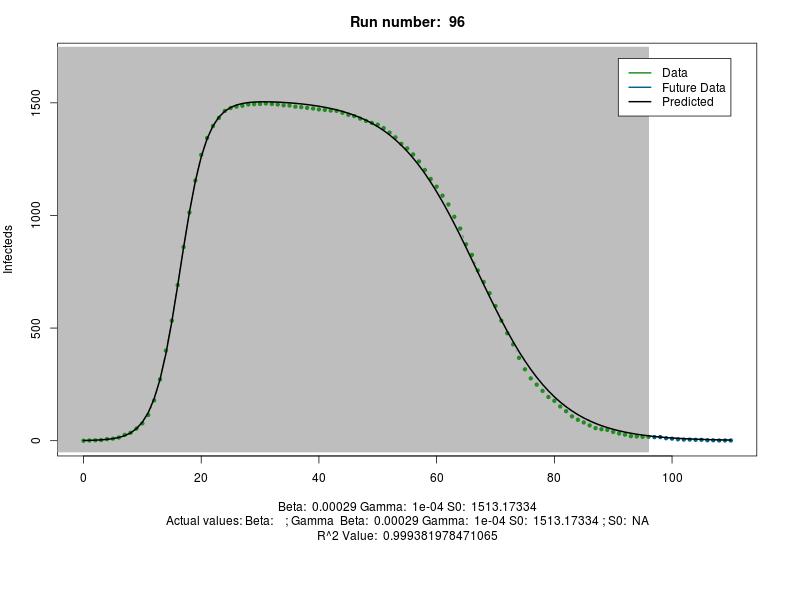 Run number: 96
Data
Future Data
Predicted
Infecteds
1500
1000
500
0
0 20 40 60 80 100
Beta: 0.00029 Gamma: 1e-04 S0: 1513.17334
Actual values: Beta: ; Gamma Beta: 0.00029 Gamma: 1e-04 S0: 1513.17334 ; S0: NA
R^2 Value: 0.999381978471065